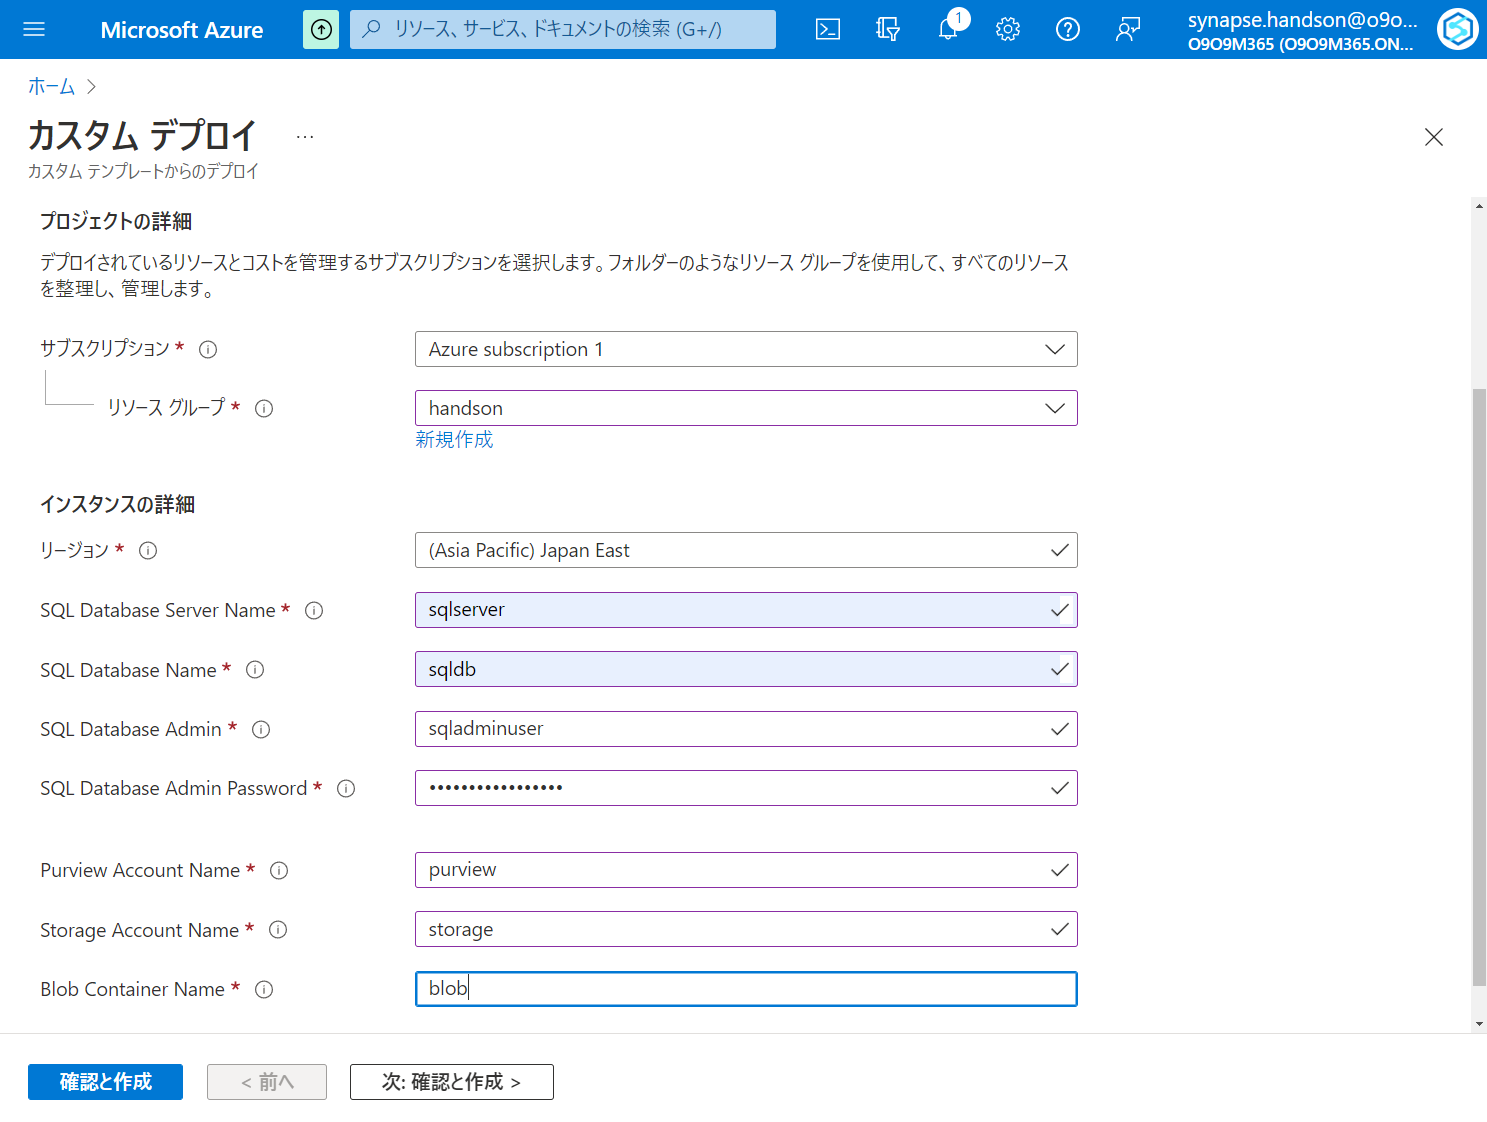 Microsoft Azure
リソース、サービス、ドキュメントの検索 (G+/)
1
synapse.handson@o9o...
O9O9M365 (O9O9M365.ON...
ホーム >
カスタム デプロイ ...
カスタム テンプレートからのデプロイ
プロジェクトの詳細
デプロイされているリソースとコストを管理するサブスクリプションを選択します。フォルダーのようなリソース グループを使用して、すべてのリソース
を整理し、管理します。
サブスクリプション *
Azure subscription 1
リソース グループ *
handson
新規作成
インスタンスの詳細
リージョン *
(Asia Pacific) Japan East
SQL Database Server Name *
sqlserver
SQL Database Name *
sqldb
SQL Database Admin *
sqladminuser
SQL Database Admin Password *
•••••••••••••••••
Purview Account Name *
purview
Storage Account Name *
storage
Blob Container Name *
blob
確認と作成
< 前へ
次: 確認と作成 >